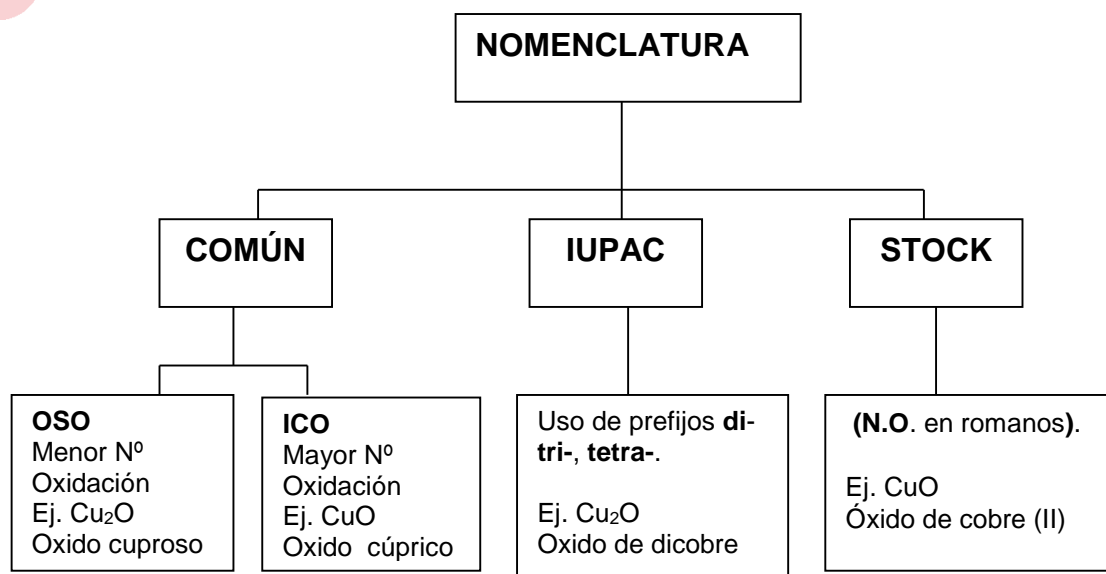 NOMENCLATURA
COMÚN
IUPAC
STOCK
OSO
Menor Nº
Oxidación
Ej. Cu₂O
Oxido cuproso
ICO
Mayor Nº
Oxidación
Ej. CuO
Oxido cúprico
Uso de prefijos di-
tri-, tetra-.
Ej. Cu₂O
Oxido de dicobre
(N.O. en romanos).
Ej. CuO
Óxido de cobre (II)